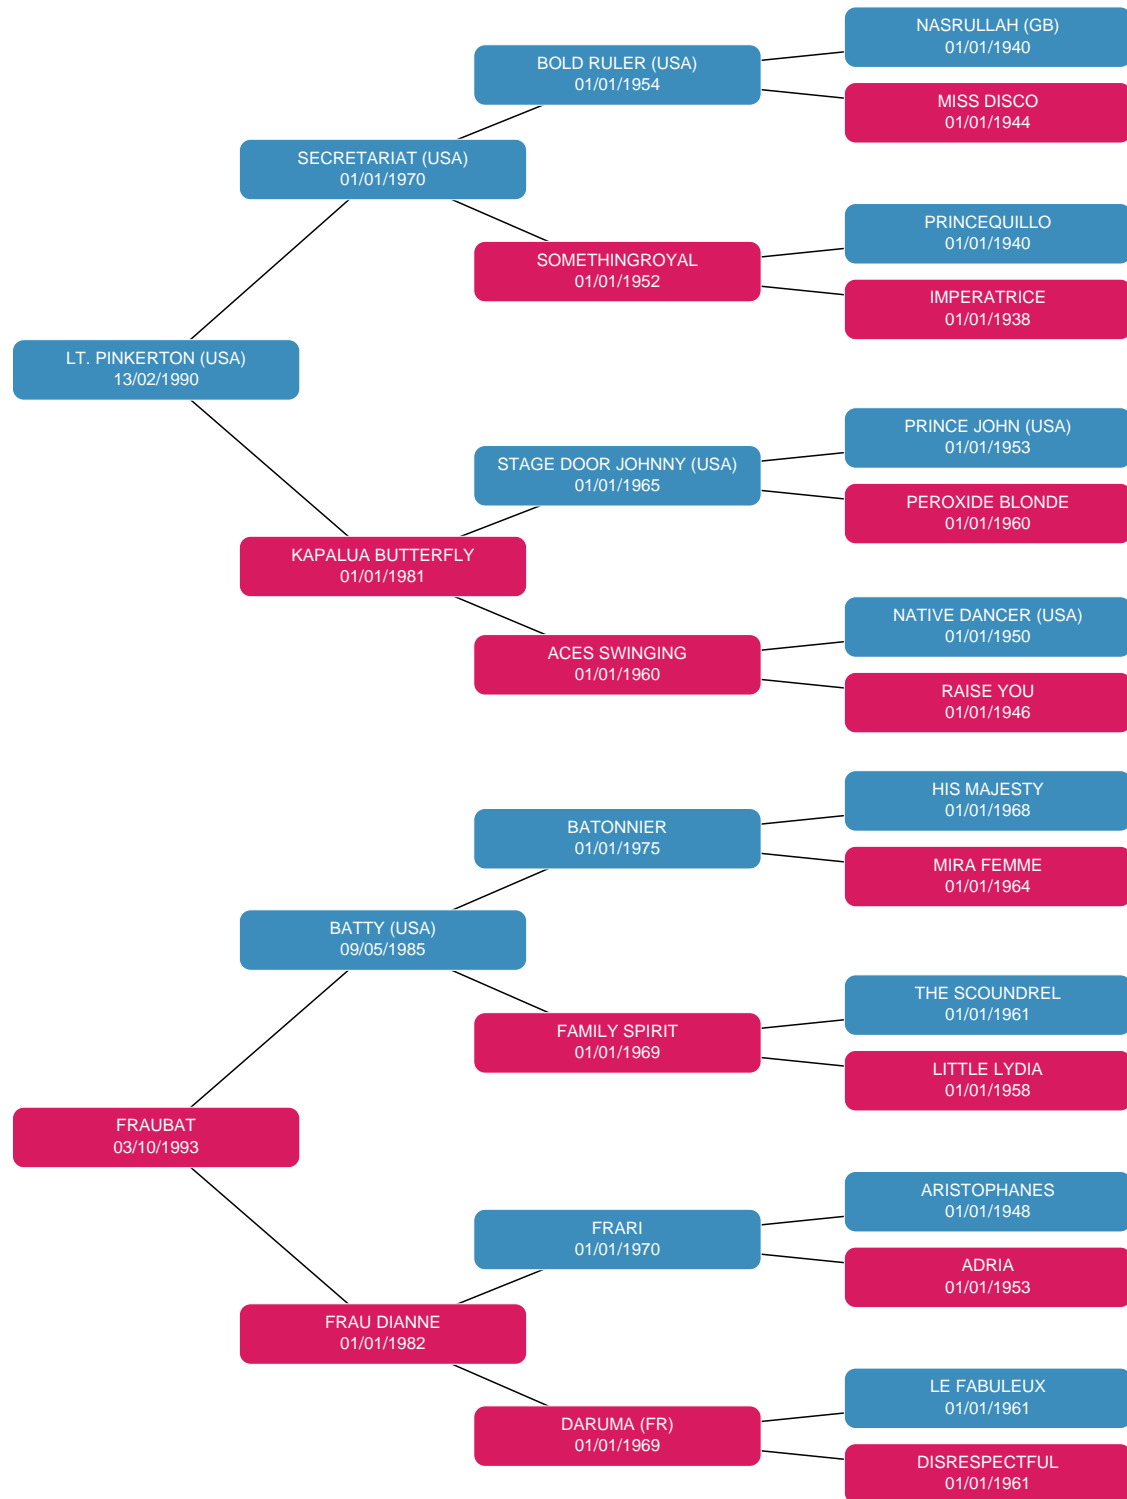 NASRULLAH (GB)
01/01/1940
BOLD RULER (USA)
01/01/1954
MISS DISCO
01/01/1944
SECRETARIAT (USA)
01/01/1970
PRINCEQUILLO
01/01/1940
SOMETHINGROYAL
01/01/1952
IMPERATRICE
01/01/1938
LT. PINKERTON (USA)
13/02/1990
PRINCE JOHN (USA)
01/01/1953
STAGE DOOR JOHNNY (USA)
01/01/1965
PEROXIDE BLONDE
01/01/1960
KAPALUA BUTTERFLY
01/01/1981
NATIVE DANCER (USA)
01/01/1950
ACES SWINGING
01/01/1960
RAISE YOU
01/01/1946
HIS MAJESTY
01/01/1968
BATONNIER
01/01/1975
MIRA FEMME
01/01/1964
BATTY (USA)
09/05/1985
THE SCOUNDREL
01/01/1961
FAMILY SPIRIT
01/01/1969
LITTLE LYDIA
01/01/1958
FRAUBAT
03/10/1993
ARISTOPHANES
01/01/1948
FRARI
01/01/1970
ADRIA
01/01/1953
FRAU DIANNE
01/01/1982
LE FABULEUX
01/01/1961
DARUMA (FR)
01/01/1969
DISRESPECTFUL
01/01/1961